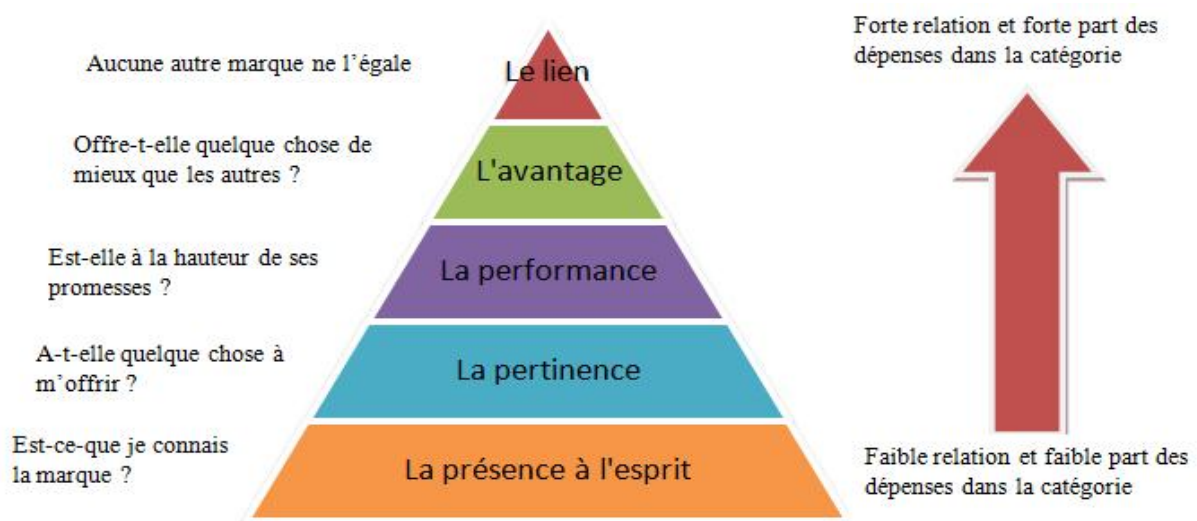 Forte relation et forte part des
dépenses dans la catégorie
Aucune autre marque ne l'égale
Le lien
Offre-t-elle quelque chose de
mieux que les autres ?
L'avantage
Est-elle à la hauteur de ses
promesses ?
La performance
A-t-elle quelque chose à
m'offrir ?
La pertinence
Est-ce-que je connais
la marque ?
La présence à l'esprit
Faible relation et faible part des
dépenses dans la catégorie